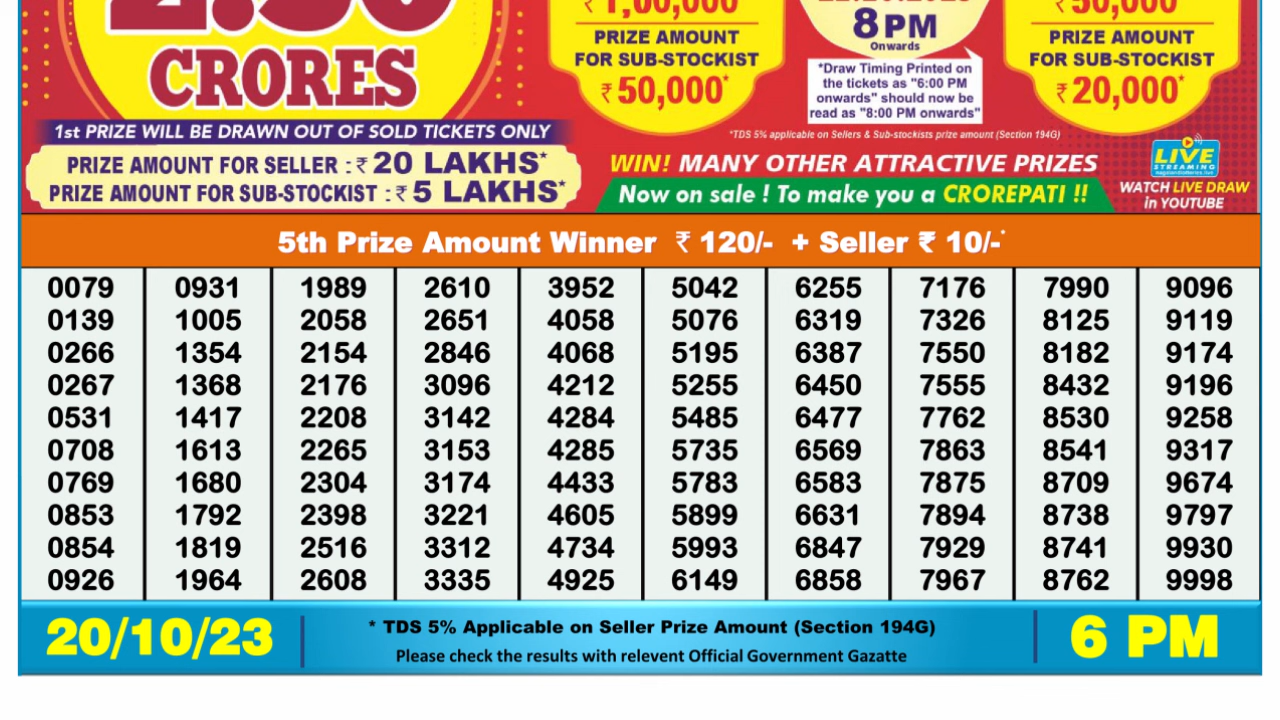 CRORES
1st PRIZE WILL BE DRAWN OUT OF SOLD TICKETS ONLY
PRIZE AMOUNT FOR SELLER : ₹ 20 LAKHS*
PRIZE AMOUNT FOR SUB-STOCKIST : ₹ 5 LAKHS*
₹ 1,00,000
PRIZE AMOUNT
FOR SUB-STOCKIST
₹ 50,000*
8 PM
Onwards
*Draw Timing Printed on
the tickets as "6:00 PM
onwards" should now be
read as "8:00 PM onwards"
₹ 50,000
PRIZE AMOUNT
FOR SUB-STOCKIST
₹ 20,000*
*TDS 5% applicable on Sellers & Sub-stockists prize amount (Section 194G)
WIN! MANY OTHER ATTRACTIVE PRIZES
Now on sale ! To make you a CROREPATI !!
LIVE
STREAMING
WATCH LIVE DRAW
in YOUTUBE
5th Prize Amount Winner ₹ 120/- + Seller ₹ 10/-*
0079 0931 1989 2610 3952 5042 6255 7176 7990 9096
0139 1005 2058 2651 4058 5076 6319 7326 8125 9119
0266 1354 2154 2846 4068 5195 6387 7550 8182 9174
0267 1368 2176 3096 4212 5255 6450 7555 8432 9196
0531 1417 2208 3142 4284 5485 6477 7762 8530 9258
0708 1613 2265 3153 4285 5735 6569 7863 8541 9317
0769 1680 2304 3174 4433 5783 6583 7875 8709 9674
0853 1792 2398 3221 4605 5899 6631 7894 8738 9797
0854 1819 2516 3312 4734 5993 6847 7929 8741 9930
0926 1964 2608 3335 4925 6149 6858 7967 8762 9998
20/10/23
* TDS 5% Applicable on Seller Prize Amount (Section 194G)
Please check the results with relevent Official Government Gazatte
6 PM